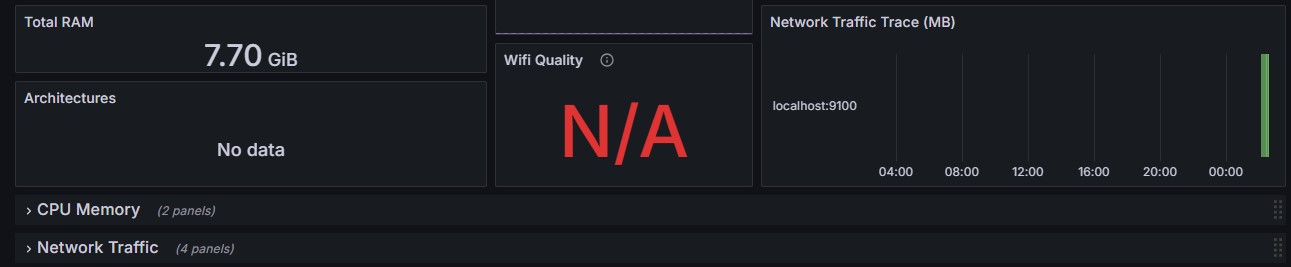 Total RAM
7.70 GiB
Architectures
No data
Wifi Quality
N/A
Network Traffic Trace (MB)
localhost:9100
04:00 08:00 12:00 16:00 20:00 00:00
CPU Memory (2 panels)
Network Traffic (4 panels)